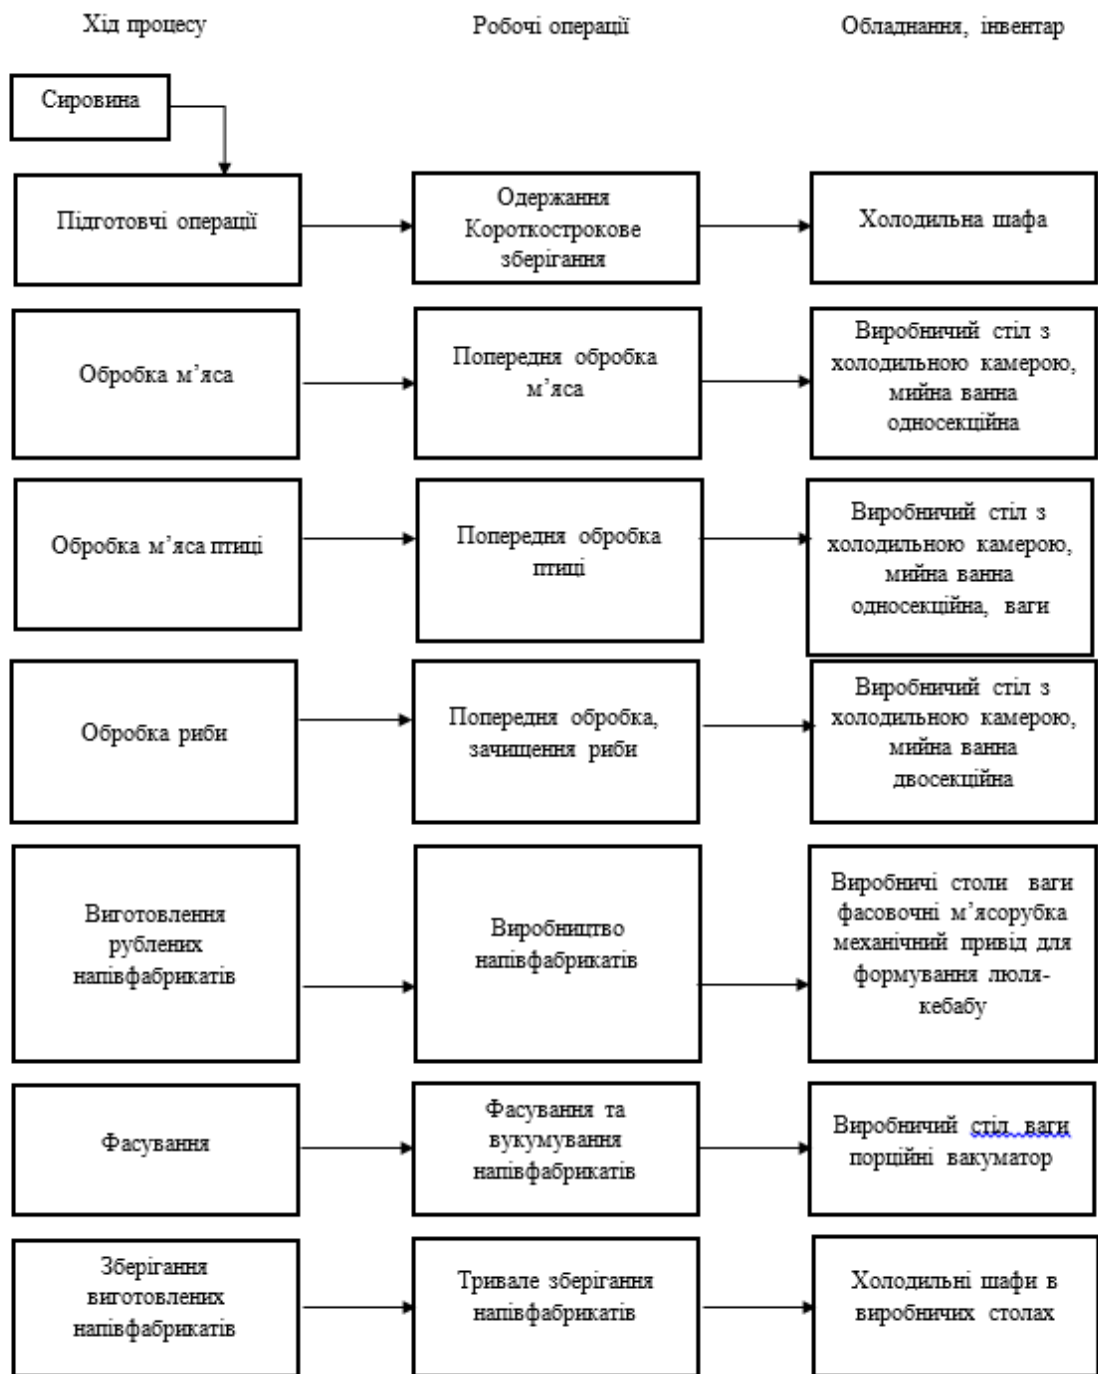 Хід процесу
Робочі операції
Обладнання, інвентар
Сировина
Підготовчі операції
Одержання
Короткострокове
зберігання
Холодильна шафа
Обробка м’яса
Попередня обробка
м’яса
Виробничий стіл з
холодильною камерою,
мийна ванна
односекційна
Обробка м’яса птиці
Попередня обробка
птиці
Виробничий стіл з
холодильною камерою,
мийна ванна
односекційна, ваги
Обробка риби
Попередня обробка,
зачищення риби
Виробничий стіл з
холодильною камерою,
мийна ванна
двосекційна
Виготовлення
рублених
напівфабрикатів
Виробництво
напівфабрикатів
Виробничі столи ваги
фасовочні м’ясорубка
механічний привід для
формування люля-
кебабу
Фасування
Фасування та
вукумування
напівфабрикатів
Виробничий стіл ваги
порційні вакуматор
Зберігання
виготовлених
напівфабрикатів
Тривале зберігання
напівфабрикатів
Холодильні шафи в
виробничих столах